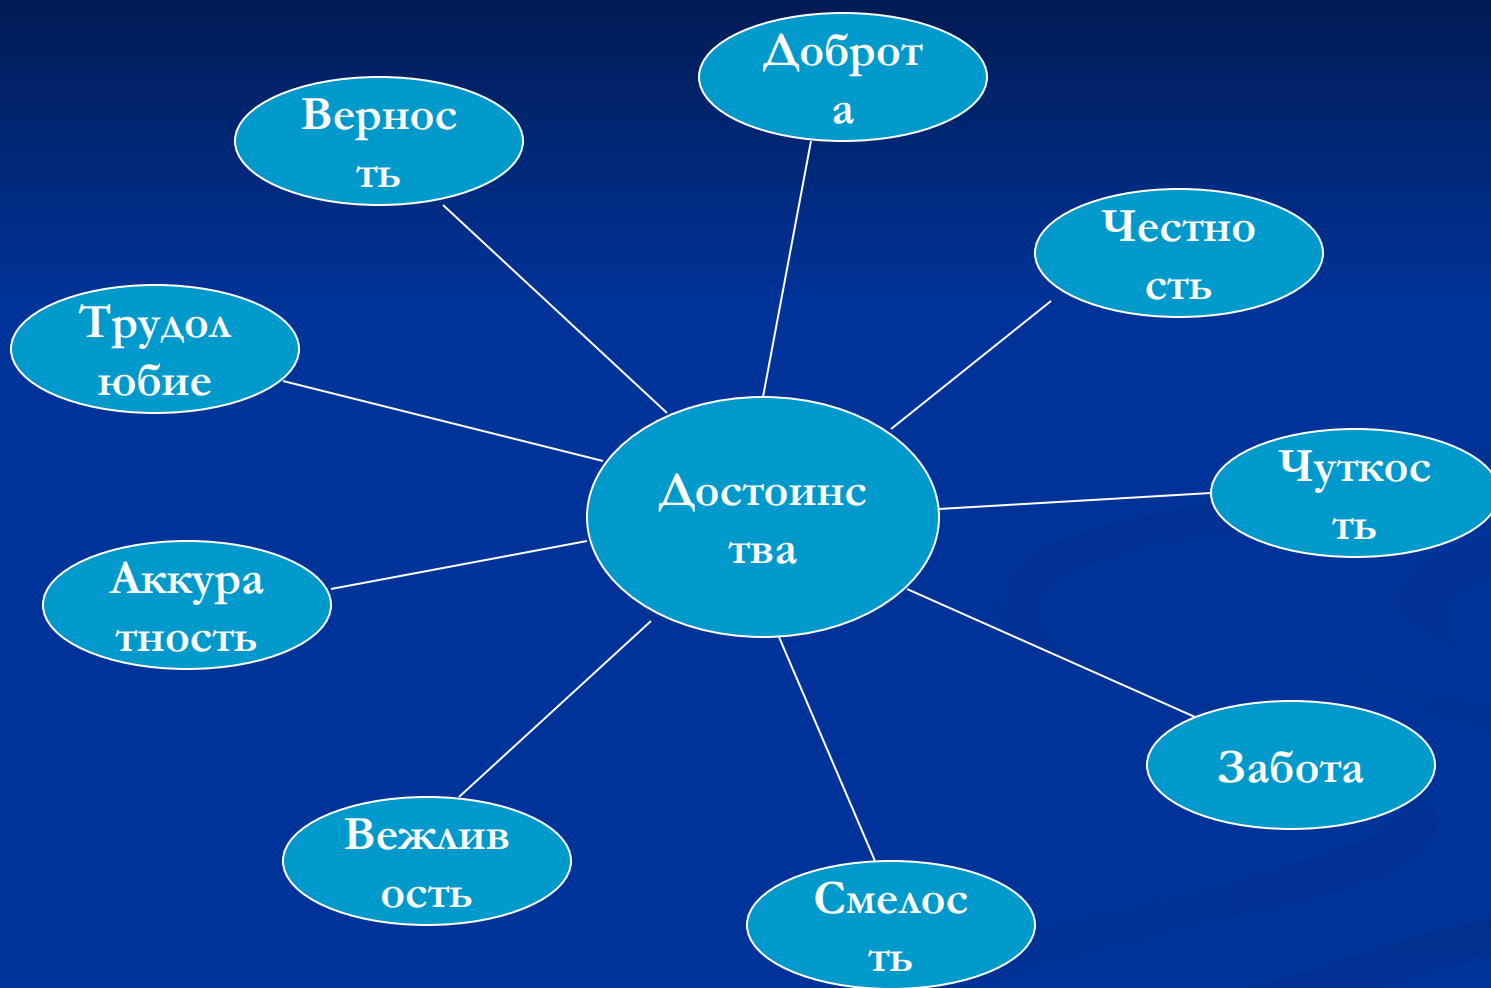 Доброт
а
Вернос
ть
Честно
сть
Трудол
юбие
Чуткос
ть
Достоинс
тва
Аккура
тность
Забота
Вежлив
ость
Смелос
ть